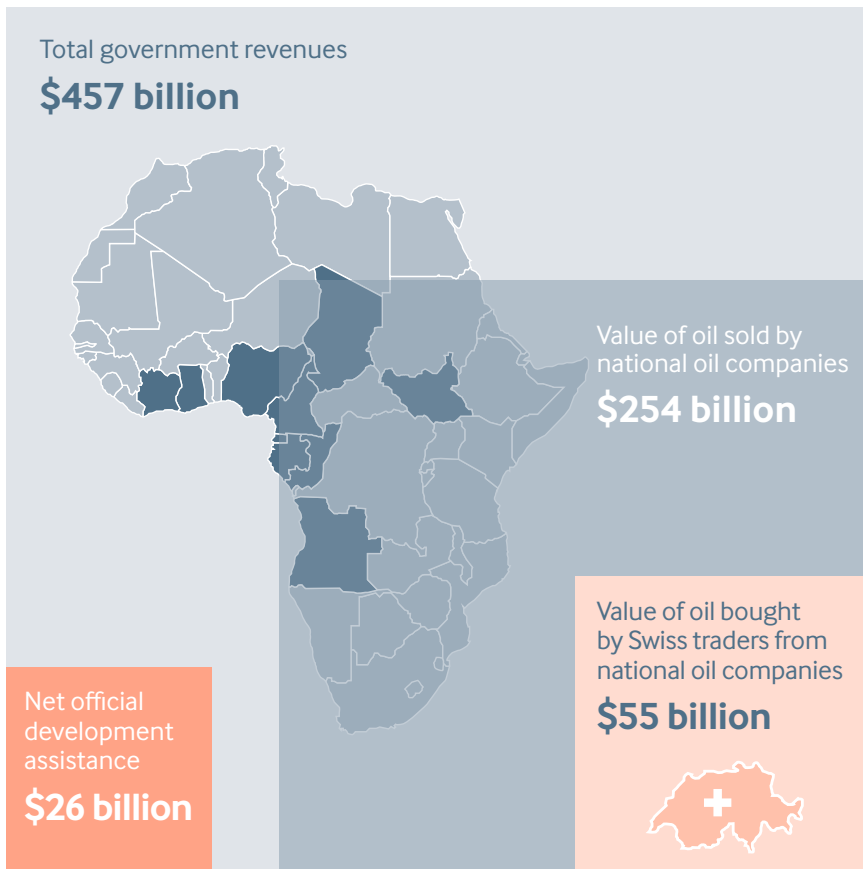 Total government revenues
$457 billion
Value of oil sold by
national oil companies
$254 billion
Value of oil bought
by Swiss traders from
national oil companies
$55 billion
Net official
development
assistance
$26 billion